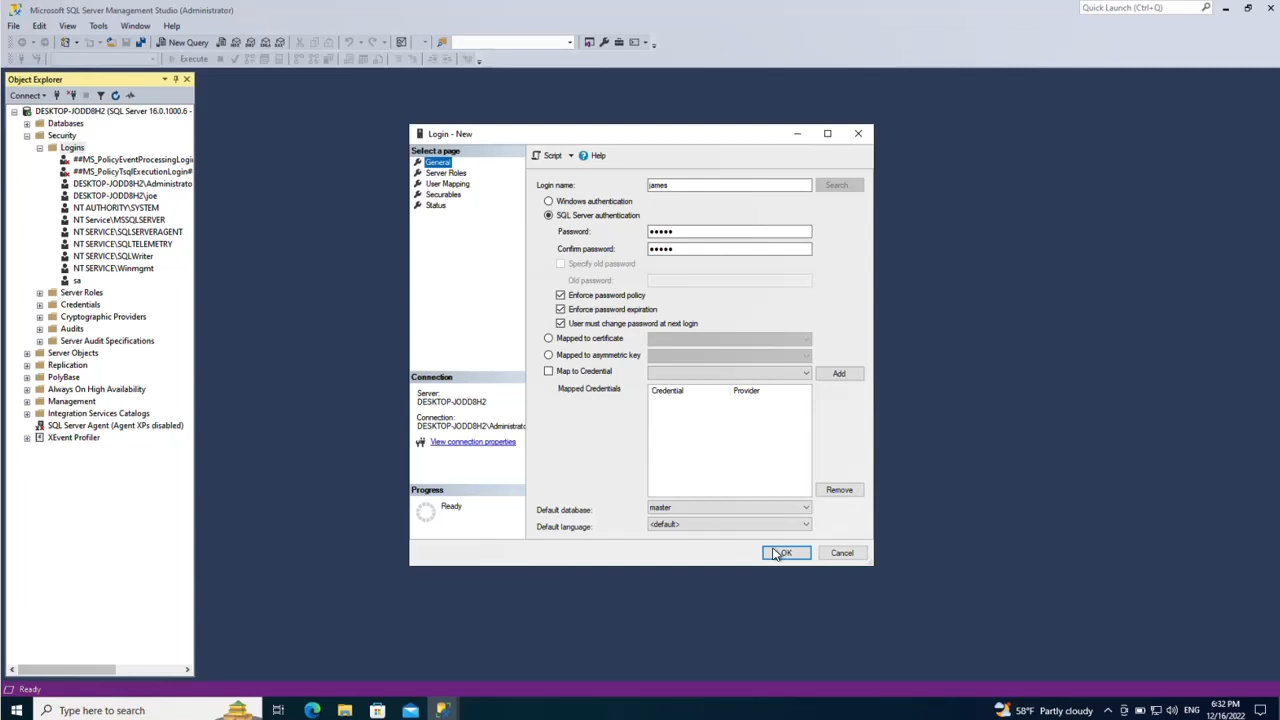 Microsoft SQL Server Management Studio (Administrator)
Quick Launch (Ctrl+Q)
File Edit View Tools Window Help
New Query
Execute
Object Explorer
Connect
DESKTOP-JODD8H2 (SQL Server 16.0.1000.6 -
Databases
Security
Logins
##MS_PolicyEventProcessingLogi
##MS_PolicyTsqlExecutionLogin#
DESKTOP-JODD8H2\Administrato
DESKTOP-JODD8H2\joe
NT AUTHORITY\SYSTEM
NT Service\MSSQLSERVER
NT SERVICE\SQLSERVERAGENT
NT SERVICE\SQLTELEMETRY
NT SERVICE\SQLWriter
NT SERVICE\Winmgmt
sa
Server Roles
Credentials
Cryptographic Providers
Audits
Server Audit Specifications
Server Objects
Replication
PolyBase
Always On High Availability
Management
Integration Services Catalogs
SQL Server Agent (Agent XPs disabled)
XEvent Profiler
Login - New
Select a page
General
Server Roles
User Mapping
Securables
Status
Connection
Server:
DESKTOP-JODD8H2
Connection:
DESKTOP-JODD8H2\Administrato
View connection properties
Progress
Ready
Script Help
Login name: james Search...
Windows authentication
SQL Server authentication
Password: •••••
Confirm password: •••••
Specify old password
Old password:
Enforce password policy
Enforce password expiration
User must change password at next login
Mapped to certificate
Mapped to asymmetric key
Map to Credential Add
Mapped Credentials Credential Provider
Remove
Default database: master
Default language: <default>
OK Cancel
Ready
Type here to search
58°F Partly cloudy
ENG
6:32 PM
12/16/2022